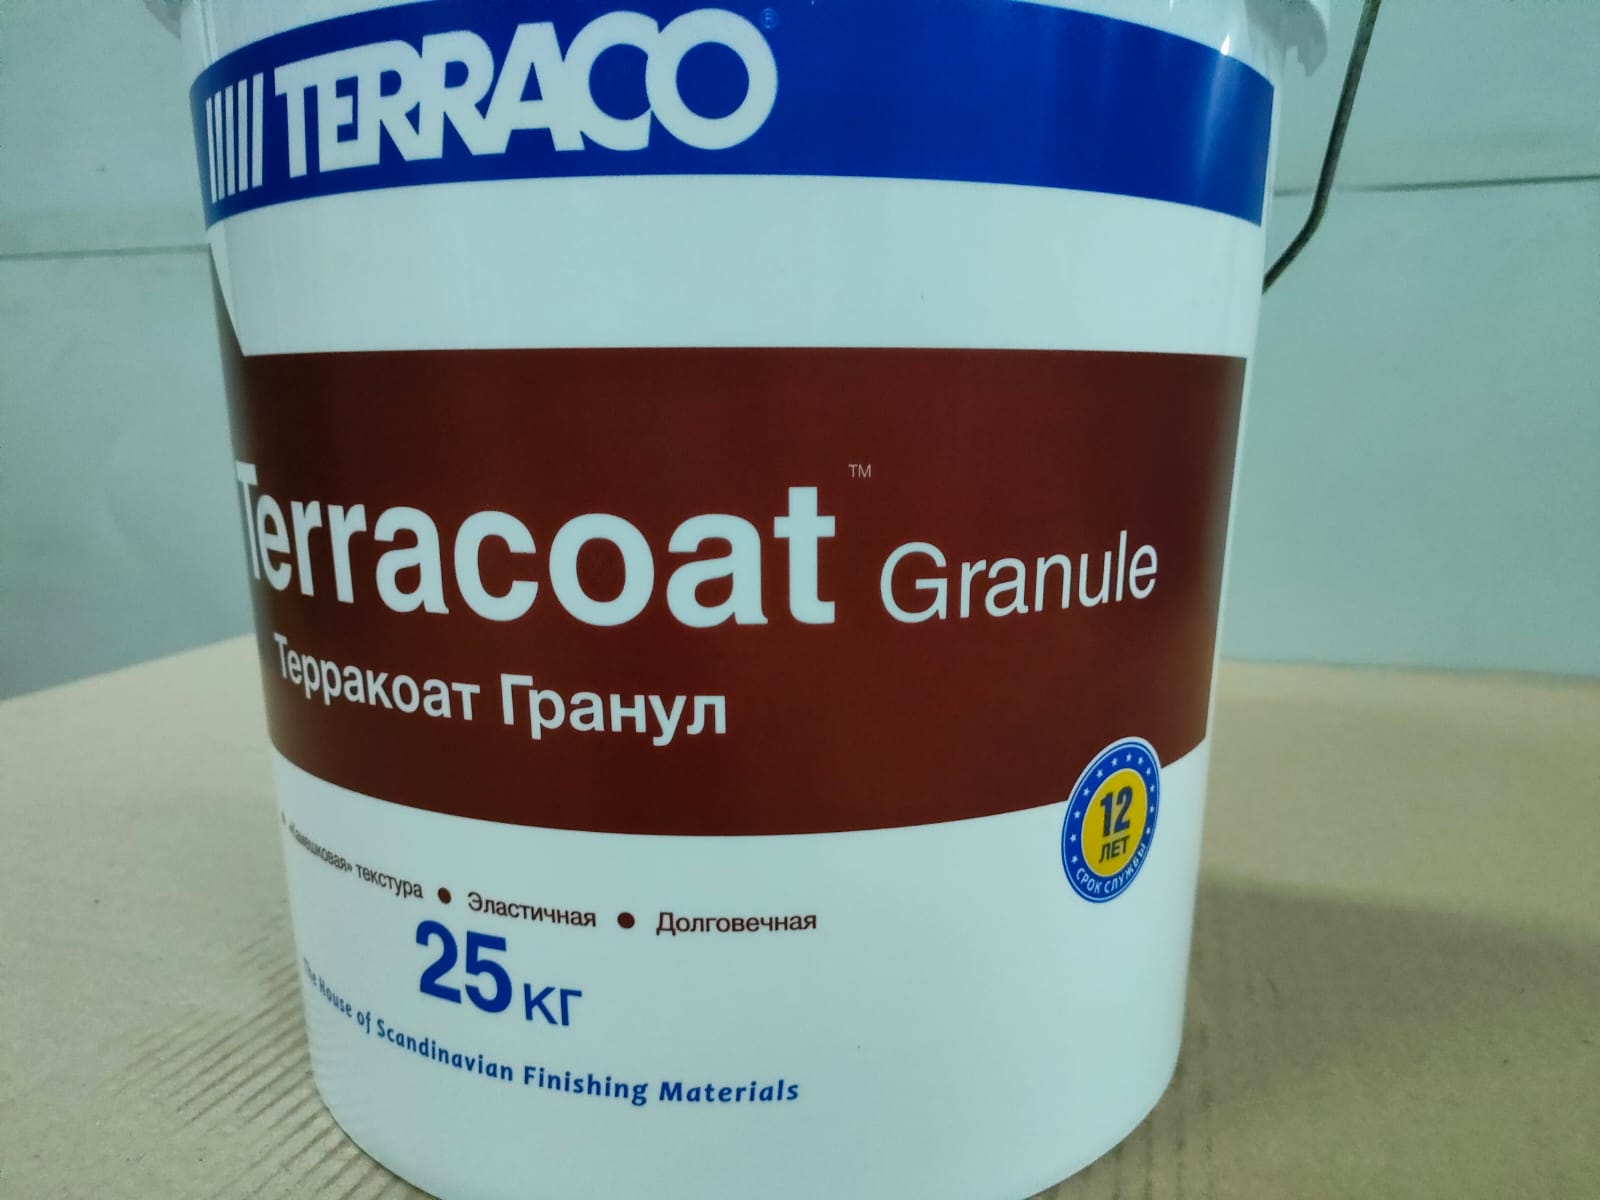 TERRACO®
Terracoat™ Granule
Терракоат Гранул
12
ЛЕТ
СРОК СЛУЖБЫ
• «Камешковая» текстура • Эластичная • Долговечная
25 кг
The House of Scandinavian Finishing Materials